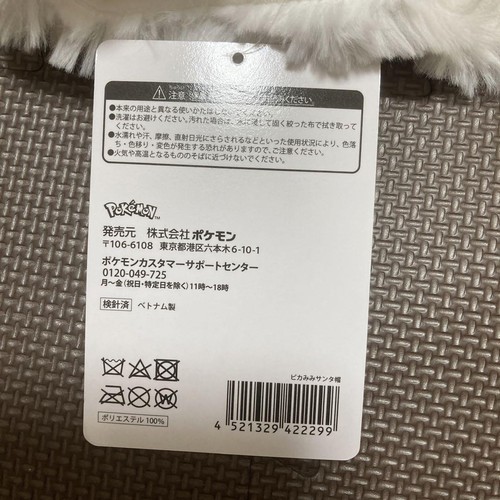 ⚠注意
●本来の用途と異なる使いかたは
ください。
●洗濯はお避けください。汚れた場合は、水に浸して固く絞った布で拭き取って
ください。
●水濡れや汗、摩擦、直射日光にさらされるなどといった使用状況により、色落
ち・色移り・変色が発生する恐れがありますので、ご注意ください。
●火気や高温となるもののそばに近づけないでください。
POKéMON
発売元 株式会社ポケモン
〒106-6108 東京都港区六本木6-10-1
ポケモンカスタマーサポートセンター
0120-049-725
月〜金(祝日・特定日を除く)11時〜18時
検針済 ベトナム製
ポリエステル 100%
ピカみみサンタ帽
4 521329 422299